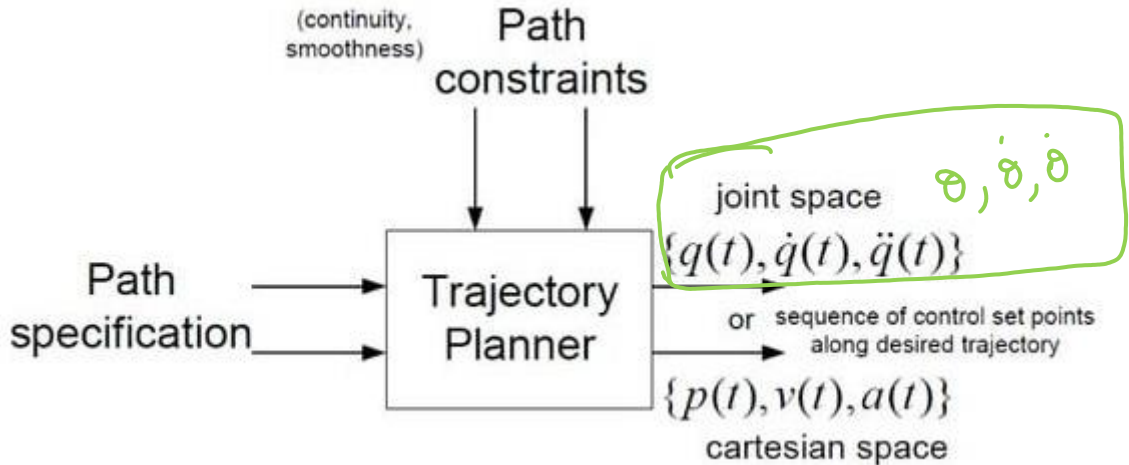 (continuity,
smoothness)
Path
constraints
Path
specification
Trajectory
Planner
joint space
θ, θ̇, θ̇
{q(t), q̇(t), q̈(t)}
or sequence of control set points
along desired trajectory
{p(t), v(t), a(t)}
cartesian space